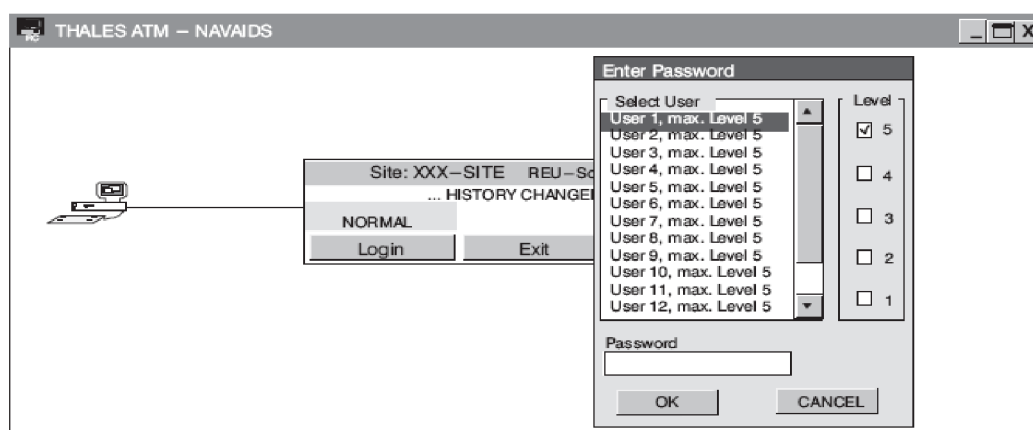 RC
THALES ATM – NAVAIDS
X
Enter Password
Select User
User 1, max. Level 5
User 2, max. Level 5
User 3, max. Level 5
User 4, max. Level 5
User 5, max. Level 5
User 6, max. Level 5
User 7, max. Level 5
User 8, max. Level 5
User 9, max. Level 5
User 10, max. Level 5
User 11, max. Level 5
User 12, max. Level 5
Level
5
4
3
2
1
Password
OK
CANCEL
Site: XXX–SITE REU–Sc
... HISTORY CHANGE
NORMAL
Login
Exit